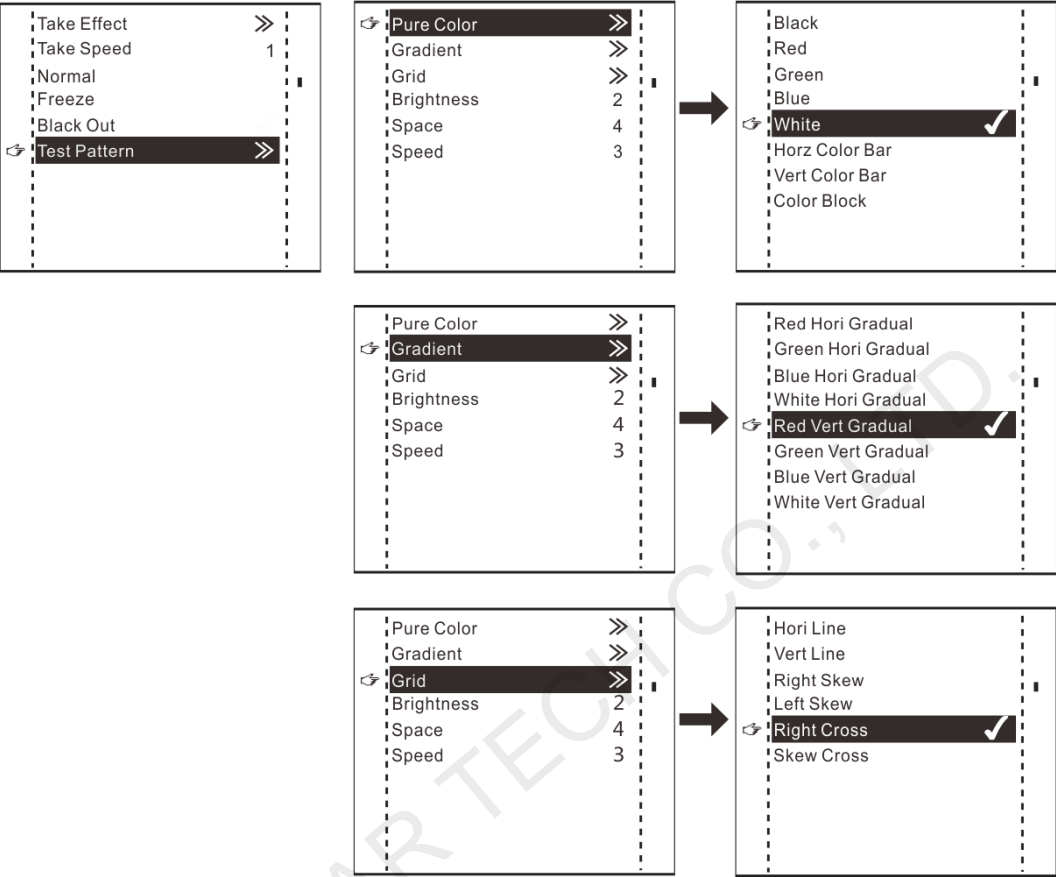 Take Effect
Take Speed 1
Normal
Freeze
Black Out
Test Pattern
Pure Color
Gradient
Grid
Brightness 2
Space 4
Speed 3
Black
Red
Green
Blue
White
Horz Color Bar
Vert Color Bar
Color Block
Pure Color
Gradient
Grid
Brightness 2
Space 4
Speed 3
Red Hori Gradual
Green Hori Gradual
Blue Hori Gradual
White Hori Gradual
Red Vert Gradual
Green Vert Gradual
Blue Vert Gradual
White Vert Gradual
Pure Color
Gradient
Grid
Brightness 2
Space 4
Speed 3
Hori Line
Vert Line
Right Skew
Left Skew
Right Cross
Skew Cross
TECH CO., LTD.